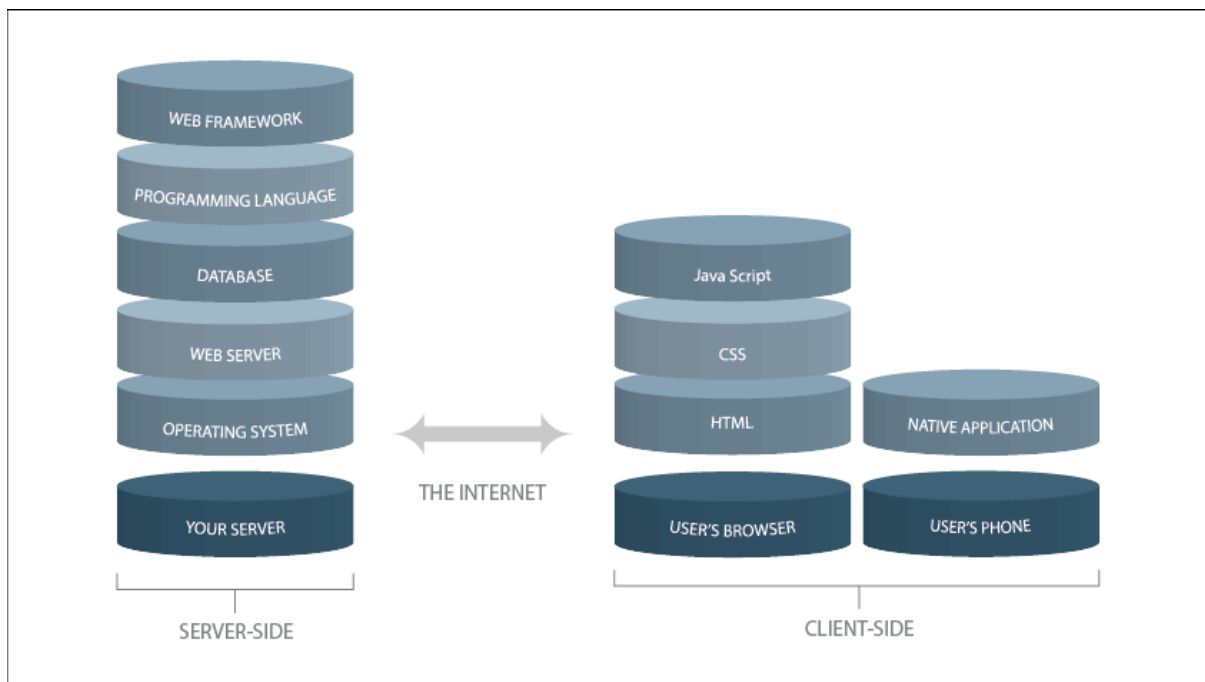 WEB FRAMEWORK
PROGRAMMING LANGUAGE
DATABASE
WEB SERVER
OPERATING SYSTEM
YOUR SERVER
SERVER-SIDE
THE INTERNET
Java Script
CSS
HTML
NATIVE APPLICATION
USER'S BROWSER
USER'S PHONE
CLIENT-SIDE